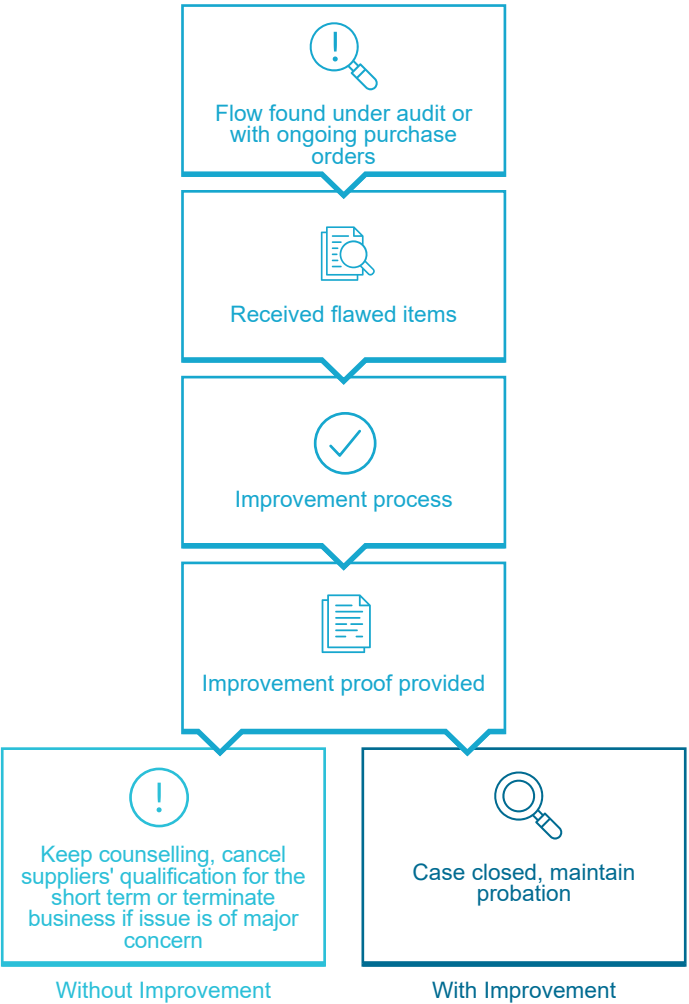 Flow found under audit or
with ongoing purchase
orders
Received flawed items
Improvement process
Improvement proof provided
Keep counselling, cancel
suppliers' qualification for the
short term or terminate
business if issue is of major
concern
Without Improvement
Case closed, maintain
probation
With Improvement